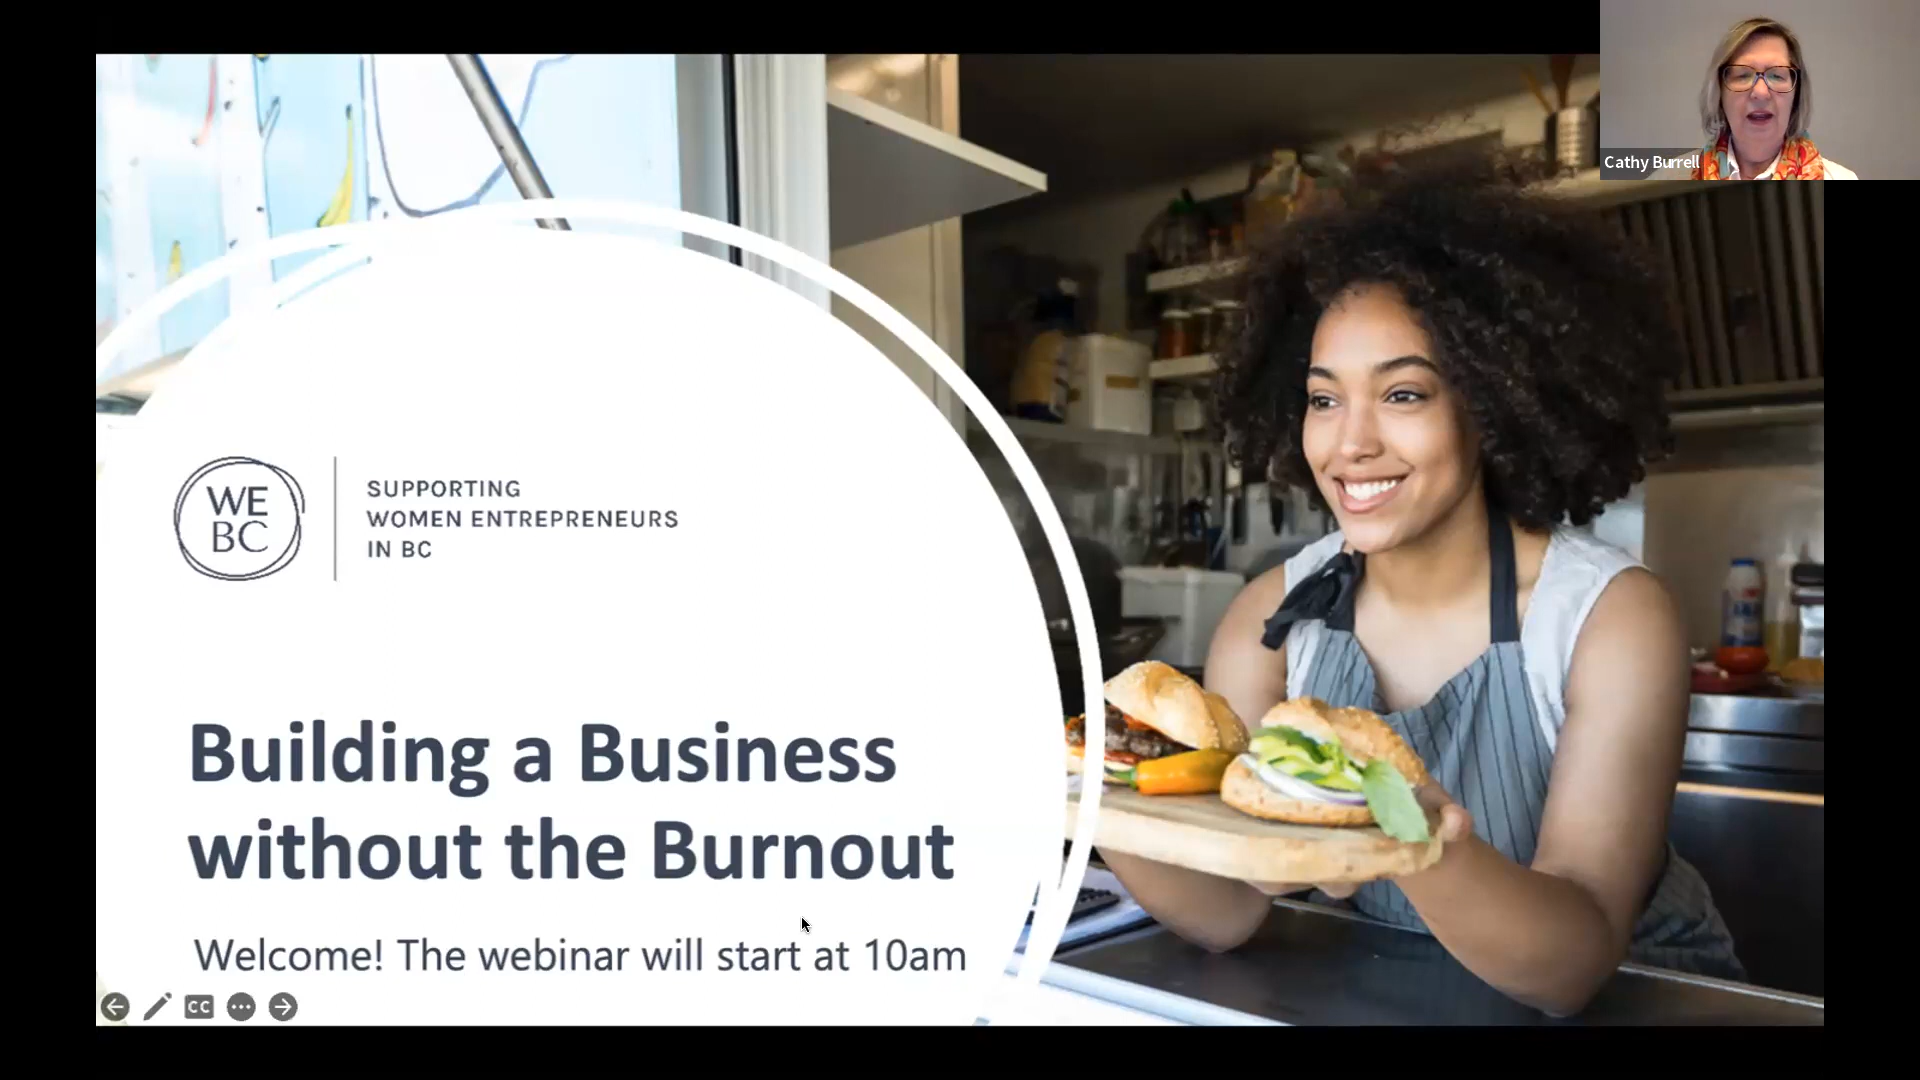 Cathy Burrell
WE
BC
SUPPORTING
WOMEN ENTREPRENEURS
IN BC
Building a Business
without the Burnout
Welcome! The webinar will start at 10am
CC